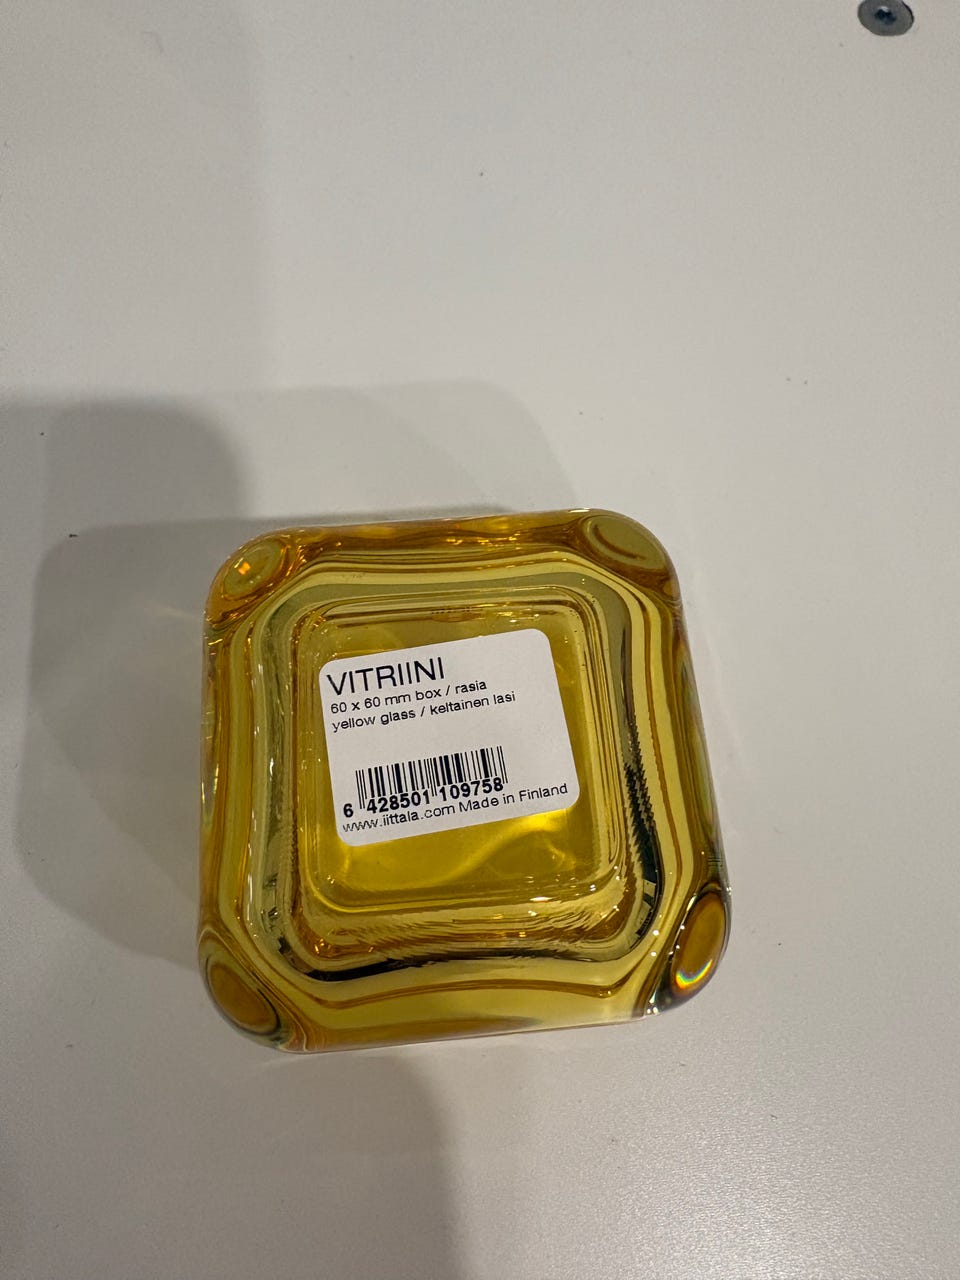 VITRIINI
60 x 60 mm box / rasia
yellow glass / keltainen lasi
6 428501 109758
www.iittala.com Made in Finland